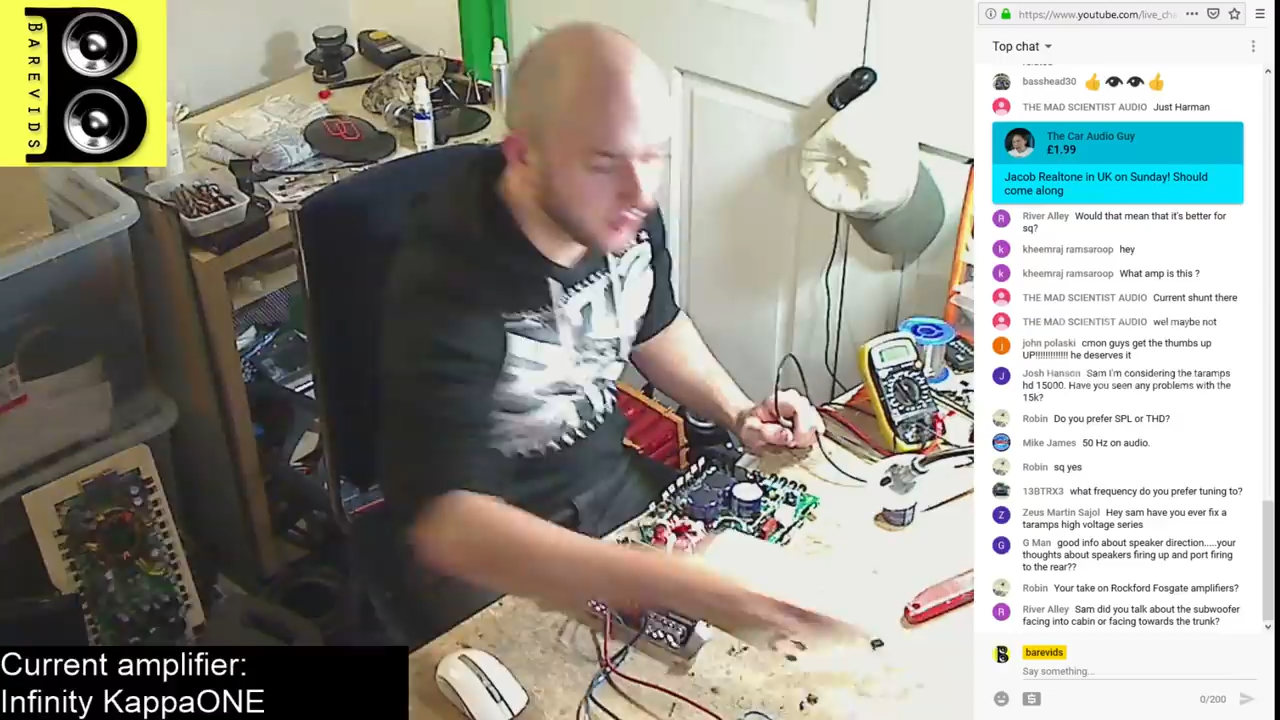 BAREVIDS
B
https://www.youtube.com/live_cha
Top chat
basshead30 👍👁👁👍
THE MAD SCIENTIST AUDIO Just Harman
The Car Audio Guy
£1.99
Jacob Realtone in UK on Sunday! Should
come along
R River Alley Would that mean that it's better for
sq?
k kheemraj ramsaroop hey
k kheemraj ramsaroop What amp is this ?
THE MAD SCIENTIST AUDIO Current shunt there
THE MAD SCIENTIST AUDIO wel maybe not
j john polaski cmon guys get the thumbs up
UP!!!!!!!!!!!!! he deserves it
J Josh Hanson Sam I'm considering the taramps
hd 15000. Have you seen any problems with the
15k?
Robin Do you prefer SPL or THD?
Mike James 50 Hz on audio.
Robin sq yes
13BTRX3 what frequency do you prefer tuning to?
Z Zeus Martin Sajol Hey sam have you ever fix a
taramps high voltage series
G G Man good info about speaker direction.....your
thoughts about speakers firing up and port firing
to the rear??
Robin Your take on Rockford Fosgate amplifiers?
R River Alley Sam did you talk about the subwoofer
facing into cabin or facing towards the trunk?
barevids
Say something...
0/200
Current amplifier:
Infinity KappaONE